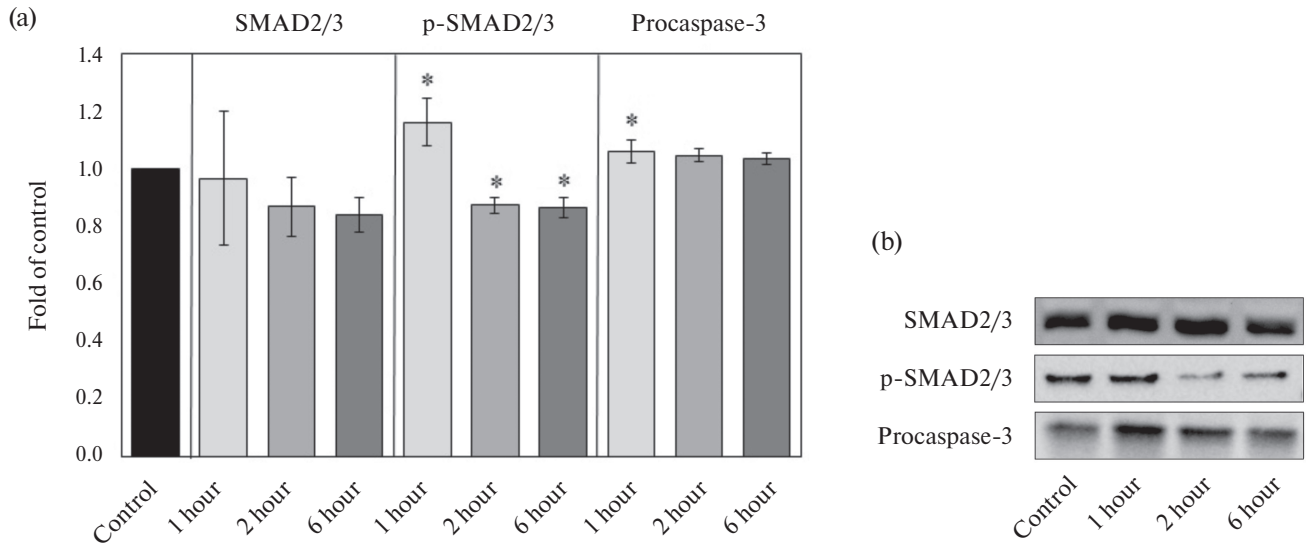 (a)
SMAD2/3 p-SMAD2/3 Procaspase-3
1.4
1.2
1.0
0.8
0.6
0.4
0.2
0.0
Fold of control
* * * *
Control 1 hour 2 hour 6 hour 1 hour 2 hour 6 hour 1 hour 2 hour 6 hour
(b)
SMAD2/3
p-SMAD2/3
Procaspase-3
Control 1 hour 2 hour 6 hour